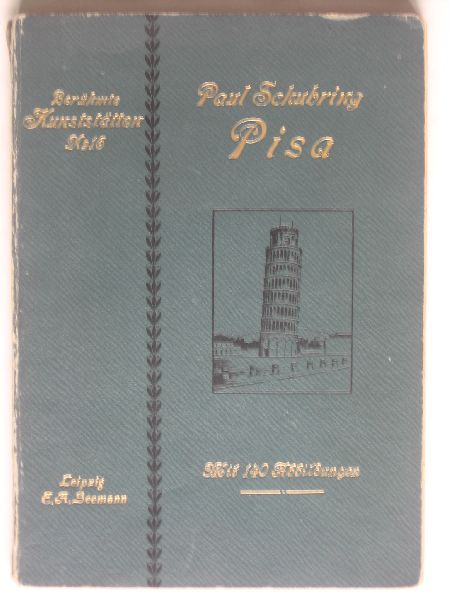 Berühmte
Kunststätten
No 16
Paul Schubring
Pisa
Mit 140 Abbildungen
Leipzig
E. A. Seemann